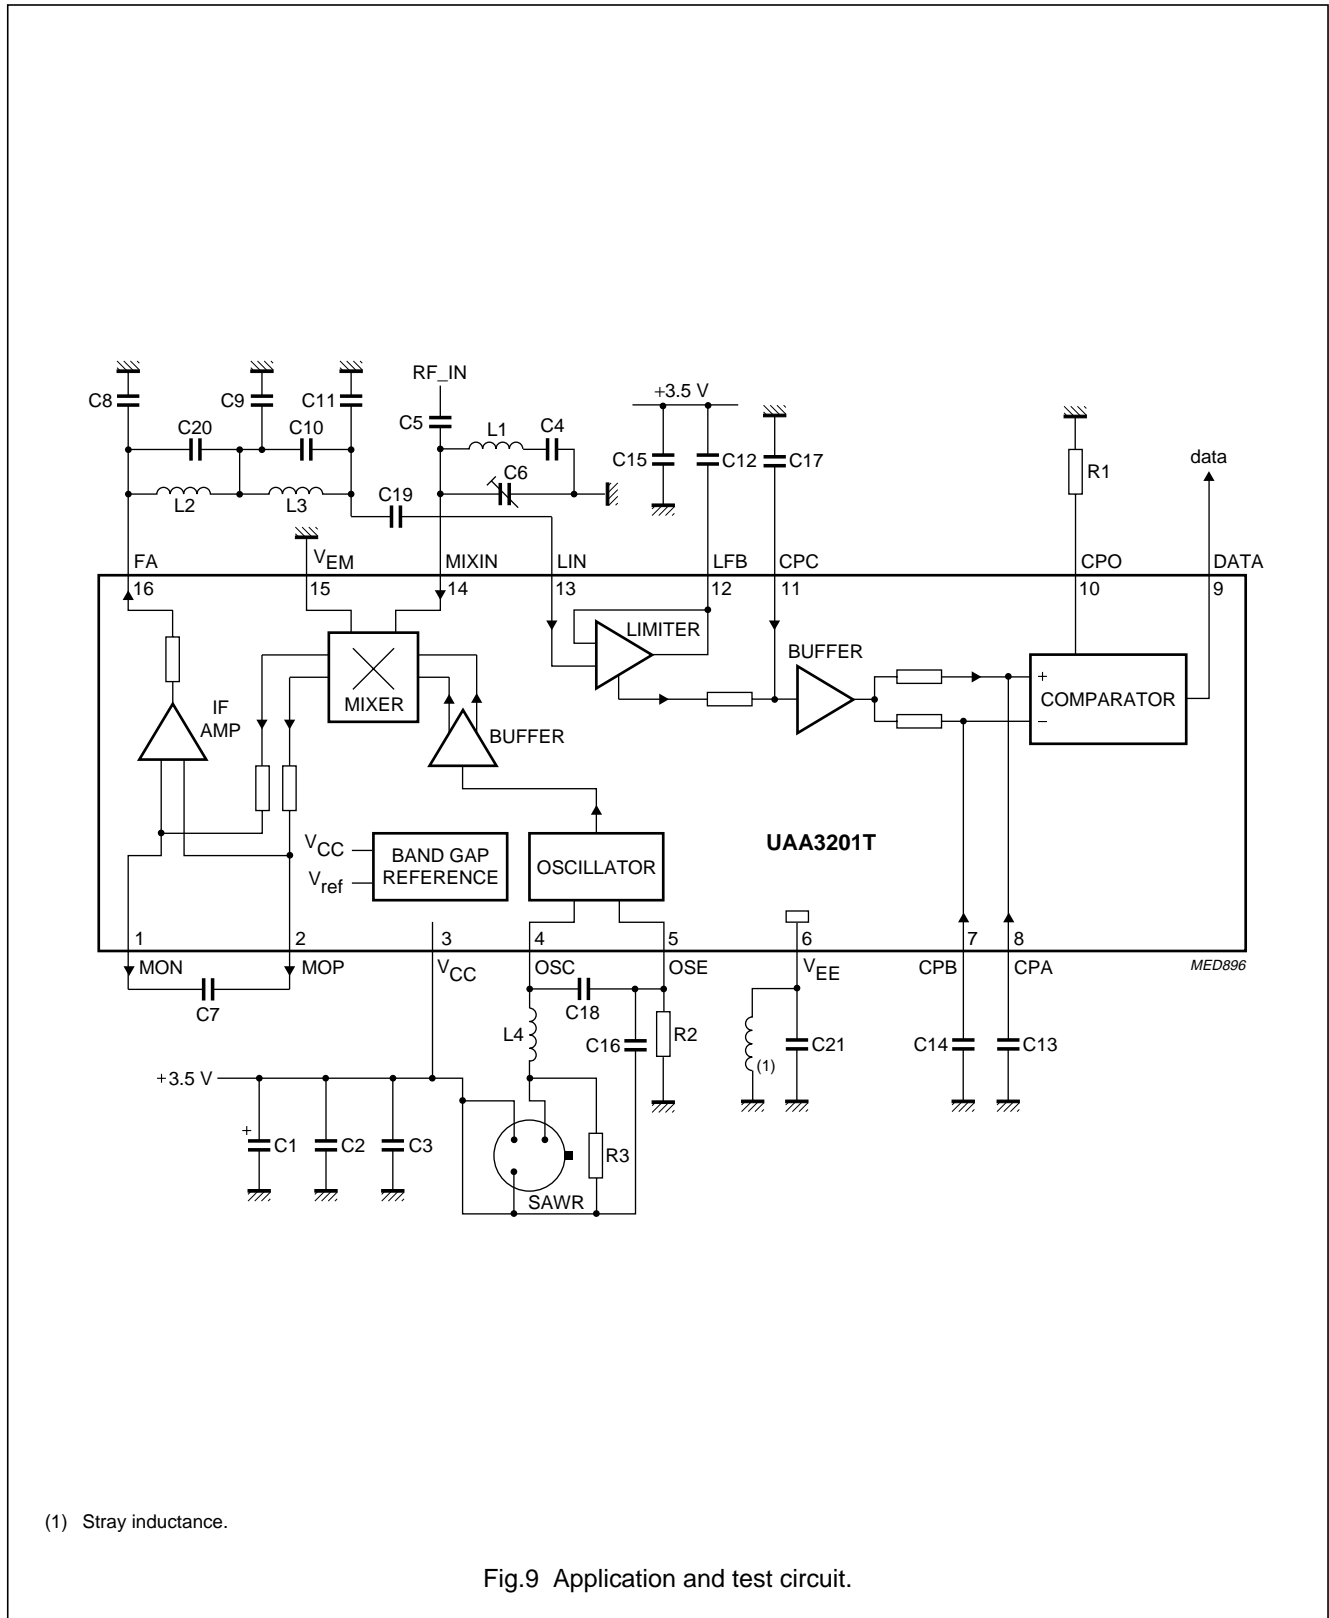 RF_IN
+3.5 V
C8
C9
C11
C5
C20
C10
L1
C4
C15
C12
C17
R1
data
C6
L2
L3
C19
FA
VEM
MIXIN
LIN
LFB
CPC
CPO
DATA
16
15
14
13
12
11
10
9
LIMITER
BUFFER
+
COMPARATOR
−
MIXER
IF
AMP
BUFFER
VCC
Vref
BAND GAP
REFERENCE
OSCILLATOR
UAA3201T
1
2
3
4
5
6
7
8
MON
MOP
VCC
OSC
OSE
VEE
CPB
CPA
MED896
C7
C18
L4
C16
R2
(1)
C21
C14
C13
+3.5 V
+
C1
C2
C3
R3
SAWR
(1) Stray inductance.
Fig.9 Application and test circuit.